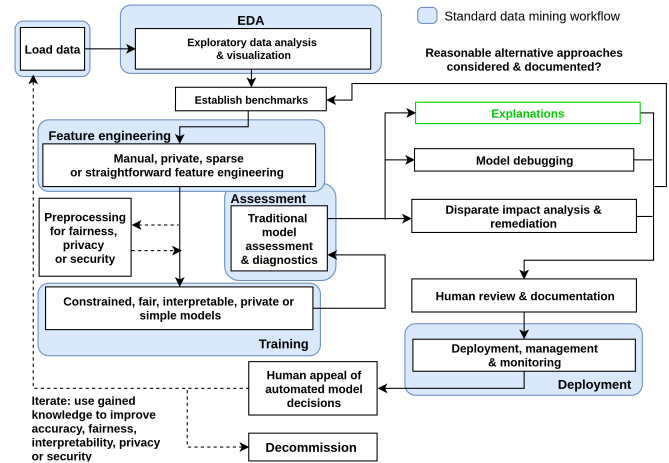 EDA
Standard data mining workflow
Load data
Exploratory data analysis
& visualization
Reasonable alternative approaches
considered & documented?
Establish benchmarks
Explanations
Feature engineering
Manual, private, sparse
or straightforward feature engineering
Model debugging
Assessment
Preprocessing
for fairness,
privacy
or security
Traditional
model
assessment
& diagnostics
Disparate impact analysis &
remediation
Constrained, fair, interpretable, private or
simple models
Training
Human review & documentation
Deployment, management
& monitoring
Deployment
Human appeal of
automated model
decisions
Iterate: use gained
knowledge to improve
accuracy, fairness,
interpretability, privacy
or security
Decommission